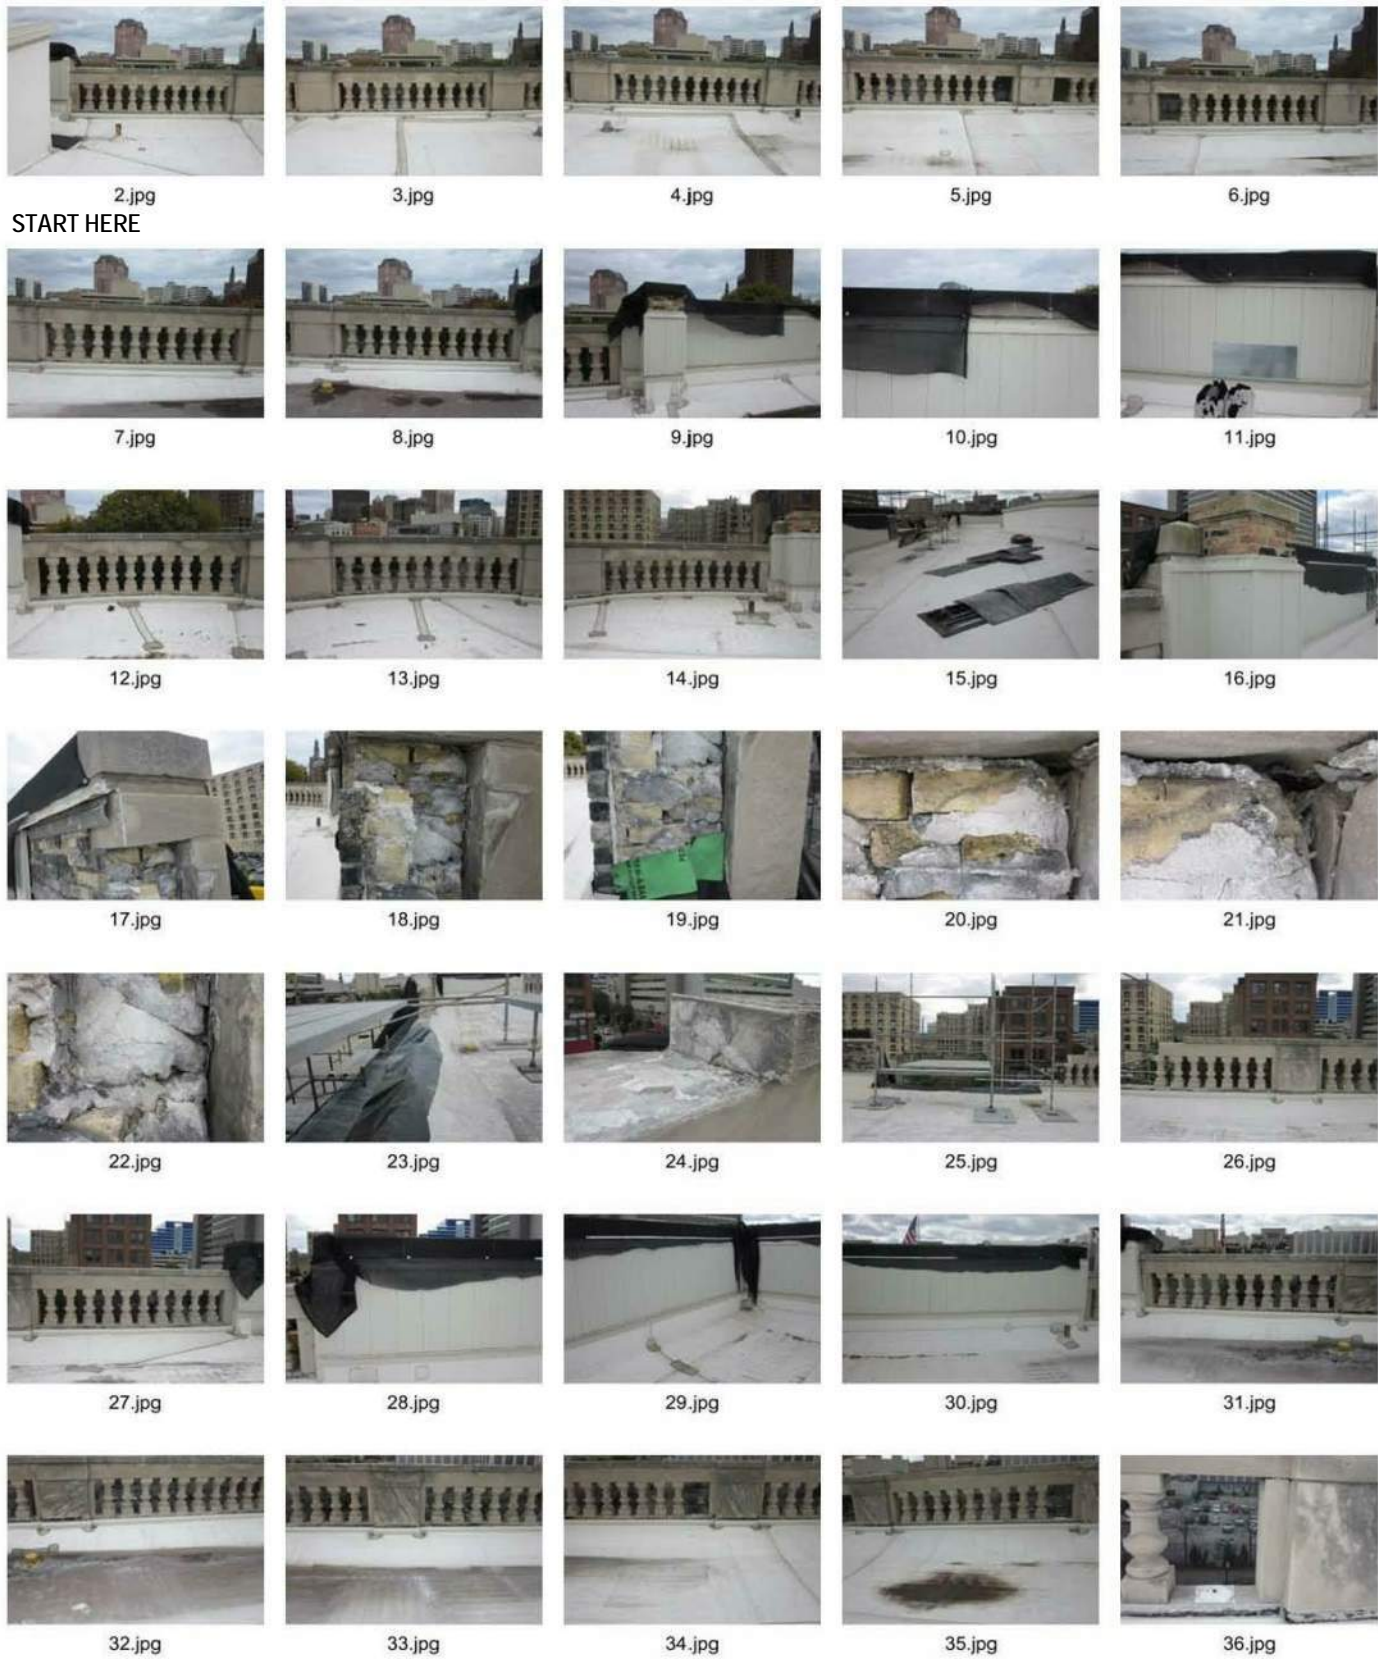 2.jpg 3.jpg 4.jpg 5.jpg 6.jpg
START HERE
7.jpg 8.jpg 9.jpg 10.jpg 11.jpg
12.jpg 13.jpg 14.jpg 15.jpg 16.jpg
17.jpg 18.jpg 19.jpg 20.jpg 21.jpg
22.jpg 23.jpg 24.jpg 25.jpg 26.jpg
27.jpg 28.jpg 29.jpg 30.jpg 31.jpg
32.jpg 33.jpg 34.jpg 35.jpg 36.jpg